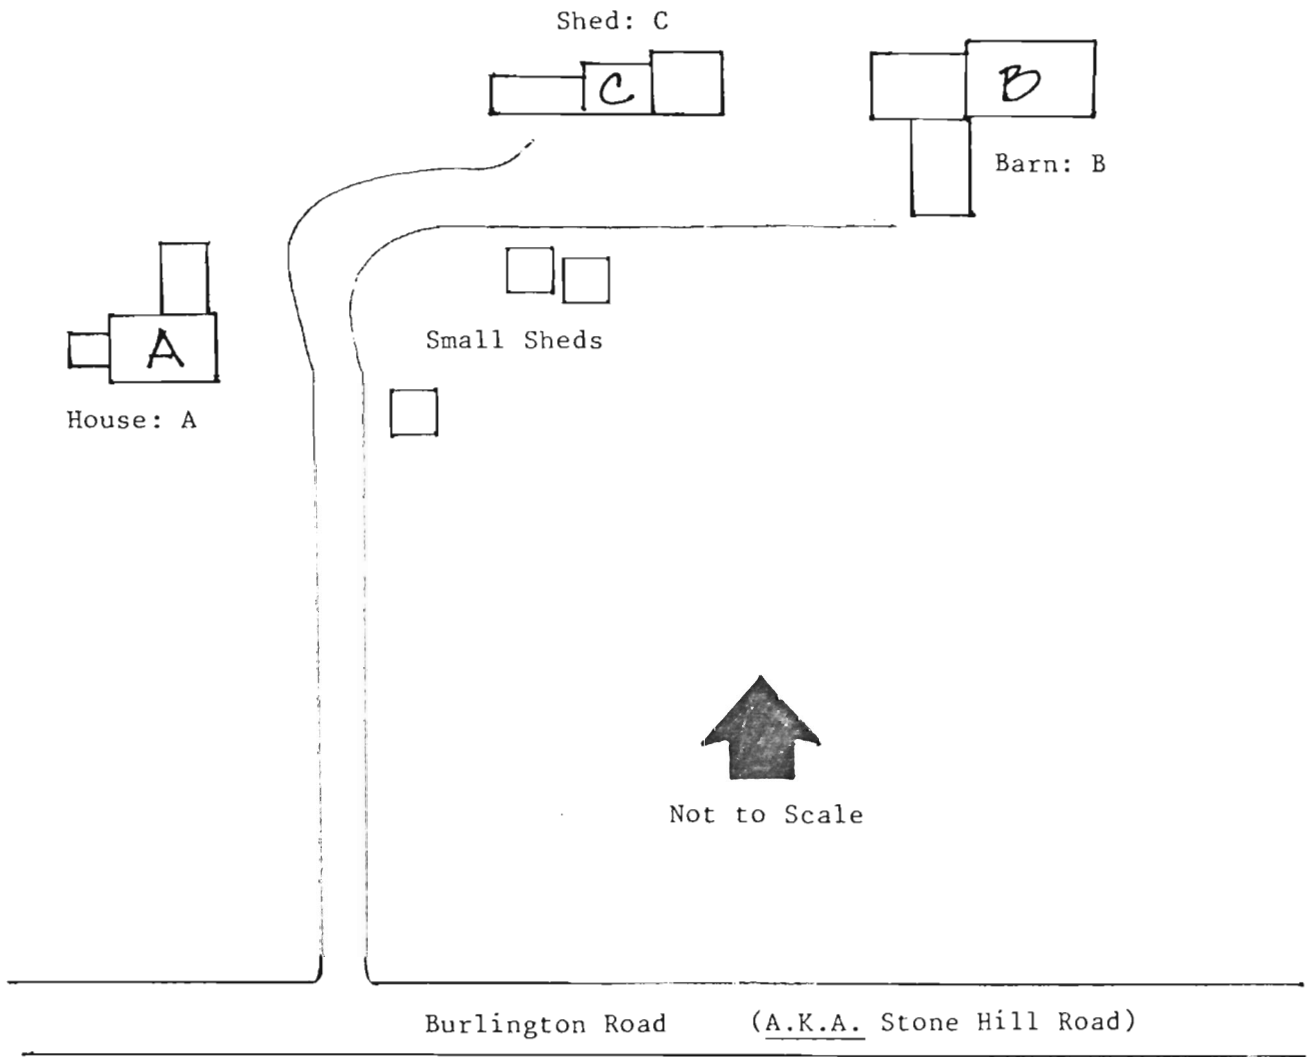 Shed: C
C
B
Barn: B
Small Sheds
A
House: A
Not to Scale
Burlington Road (A.K.A. Stone Hill Road)